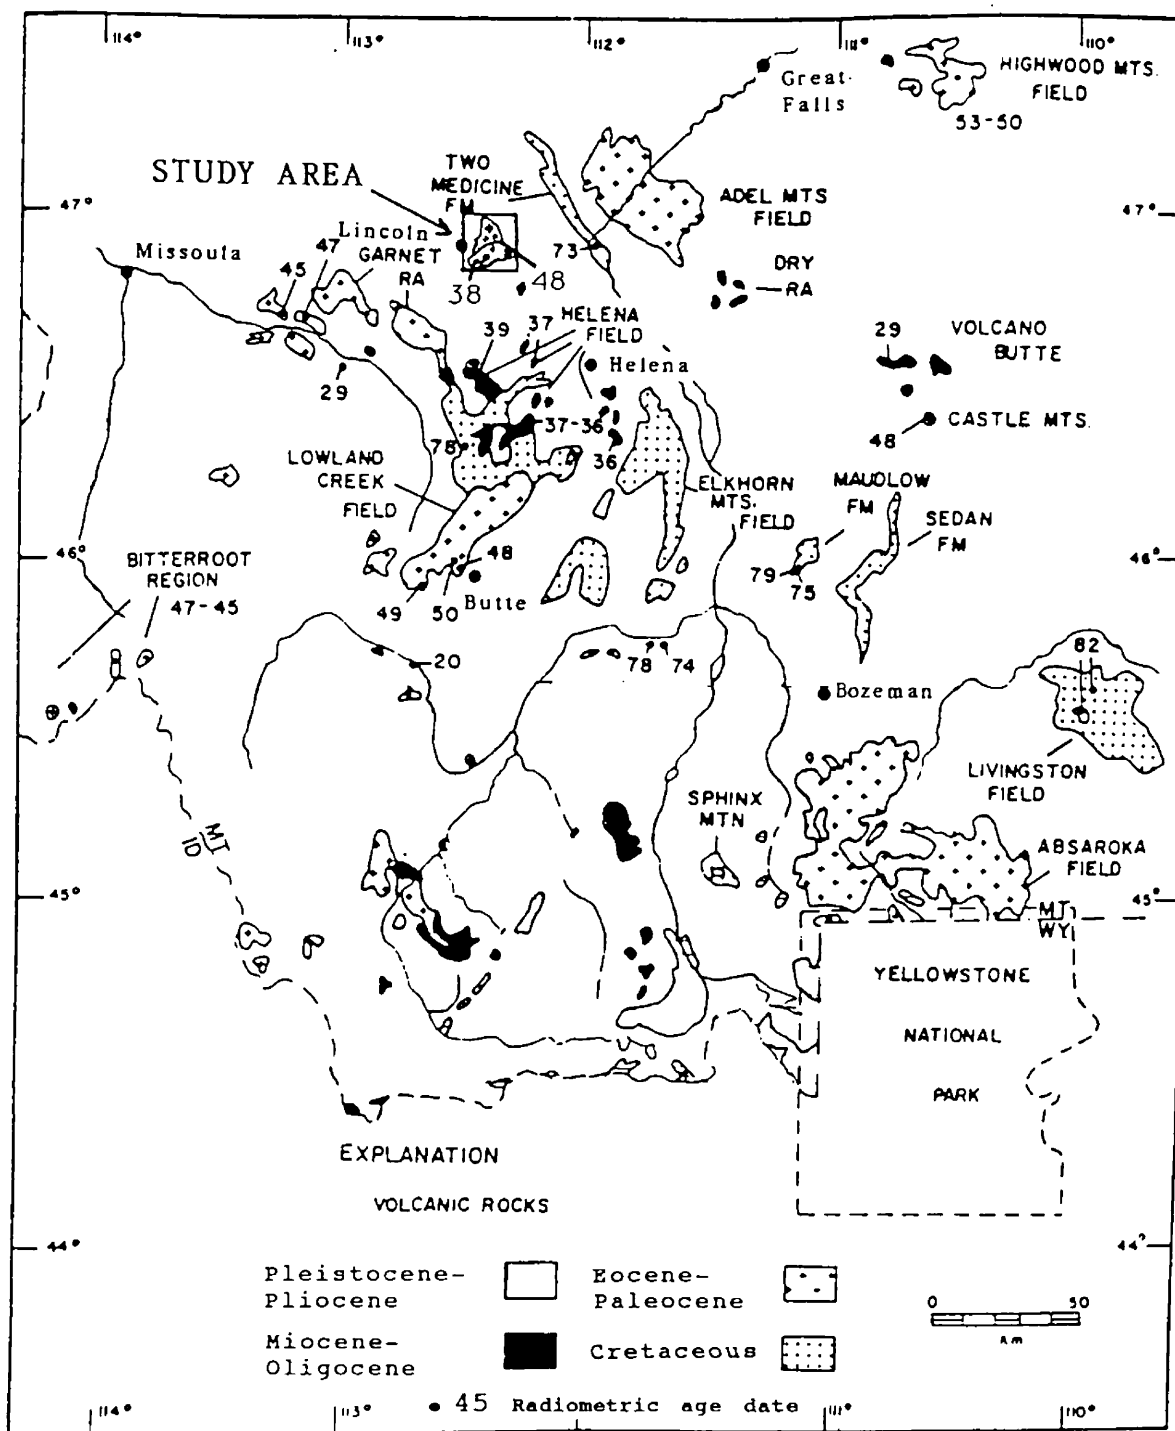 114°
113°
112°
111°
110°
Great-
Falls
HIGHWOOD MTS.
FIELD
53-50
STUDY AREA
TWO
MEDICINE
FM
ADEL MTS
FIELD
47°
47°
Missoula
Lincoln
GARNET
RA
47
45
38
48
73
DRY
RA
39
37
HELENA
FIELD
Helena
29
VOLCANO
BUTTE
29
78
37-36
36
48
CASTLE MTS.
LOWLAND
CREEK
FIELD
ELKHORN
MTS.
FIELD
MAUDLOW
FM
SEDAN
FM
46°
46°
BITTERROOT
REGION
47-45
48
49
50
Butte
79
75
20
78
74
82
Bozeman
LIVINGSTON
FIELD
SPHINX
MTN
MT
ID
ABSAROKA
FIELD
45°
45°
MT
WY
YELLOWSTONE
NATIONAL
PARK
EXPLANATION
VOLCANIC ROCKS
44°
44°
Pleistocene-
Pliocene
Eocene-
Paleocene
Miocene-
Oligocene
Cretaceous
0
50
Km
45 Radiometric age date
114°
113°
111°
110°